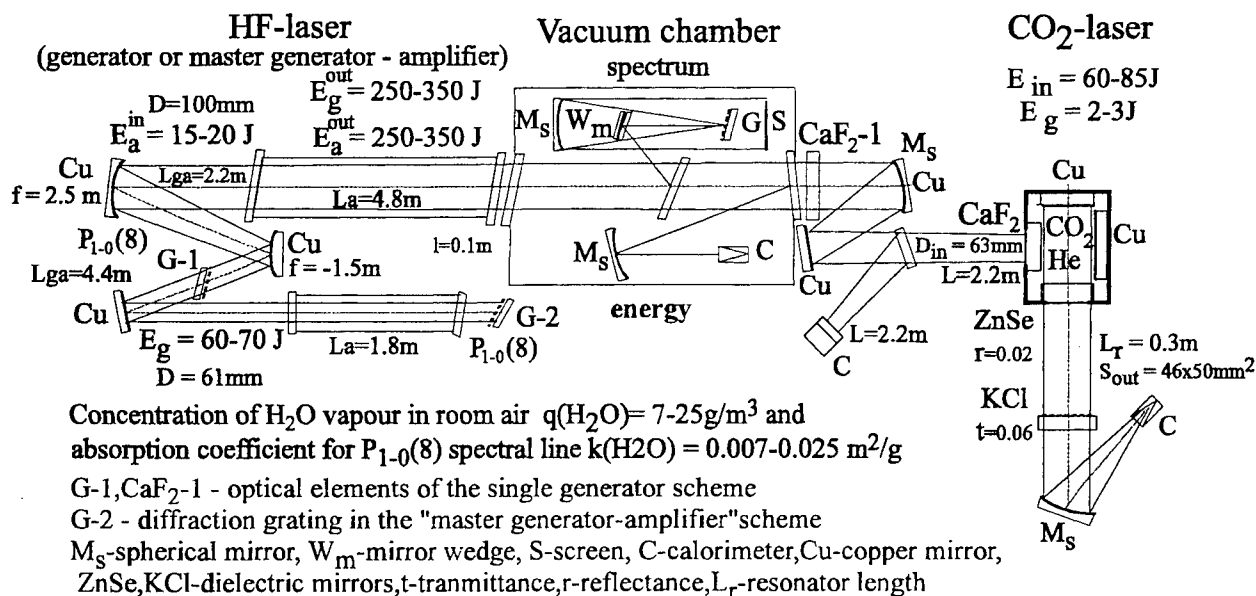 HF-laser
(generator or master generator - amplifier)
D=100mm
E_a^in = 15-20 J
E_g^out = 250-350 J
E_a^out = 250-350 J
Cu
f = 2.5 m
Lga=2.2m
La=4.8m
l=0.1m
P1-0(8)
G-1
Lga=4.4m
Cu
f = -1.5m
Cu
Eg = 60-70 J
D = 61mm
La=1.8m
P1-0(8)
G-2
Vacuum chamber
spectrum
Ms
Wm
G
S
CaF2-1
Ms
Cu
Ms
C
energy
Cu
C
L=2.2m
CO2-laser
E in = 60-85J
E g = 2-3J
Cu
CaF2
CO2
He
Cu
Din = 63mm
L=2.2m
ZnSe
r=0.02
Lr = 0.3m
Sout = 46x50mm2
KCl
t=0.06
C
Ms
Concentration of H2O vapour in room air q(H2O)= 7-25g/m3 and
absorption coefficient for P1-0(8) spectral line k(H2O) = 0.007-0.025 m2/g
G-1,CaF2-1 - optical elements of the single generator scheme
G-2 - diffraction grating in the "master generator-amplifier"scheme
Ms-spherical mirror, Wm-mirror wedge, S-screen, C-calorimeter,Cu-copper mirror,
ZnSe,KCl-dielectric mirrors,t-tranmittance,r-reflectance,Lr-resonator length